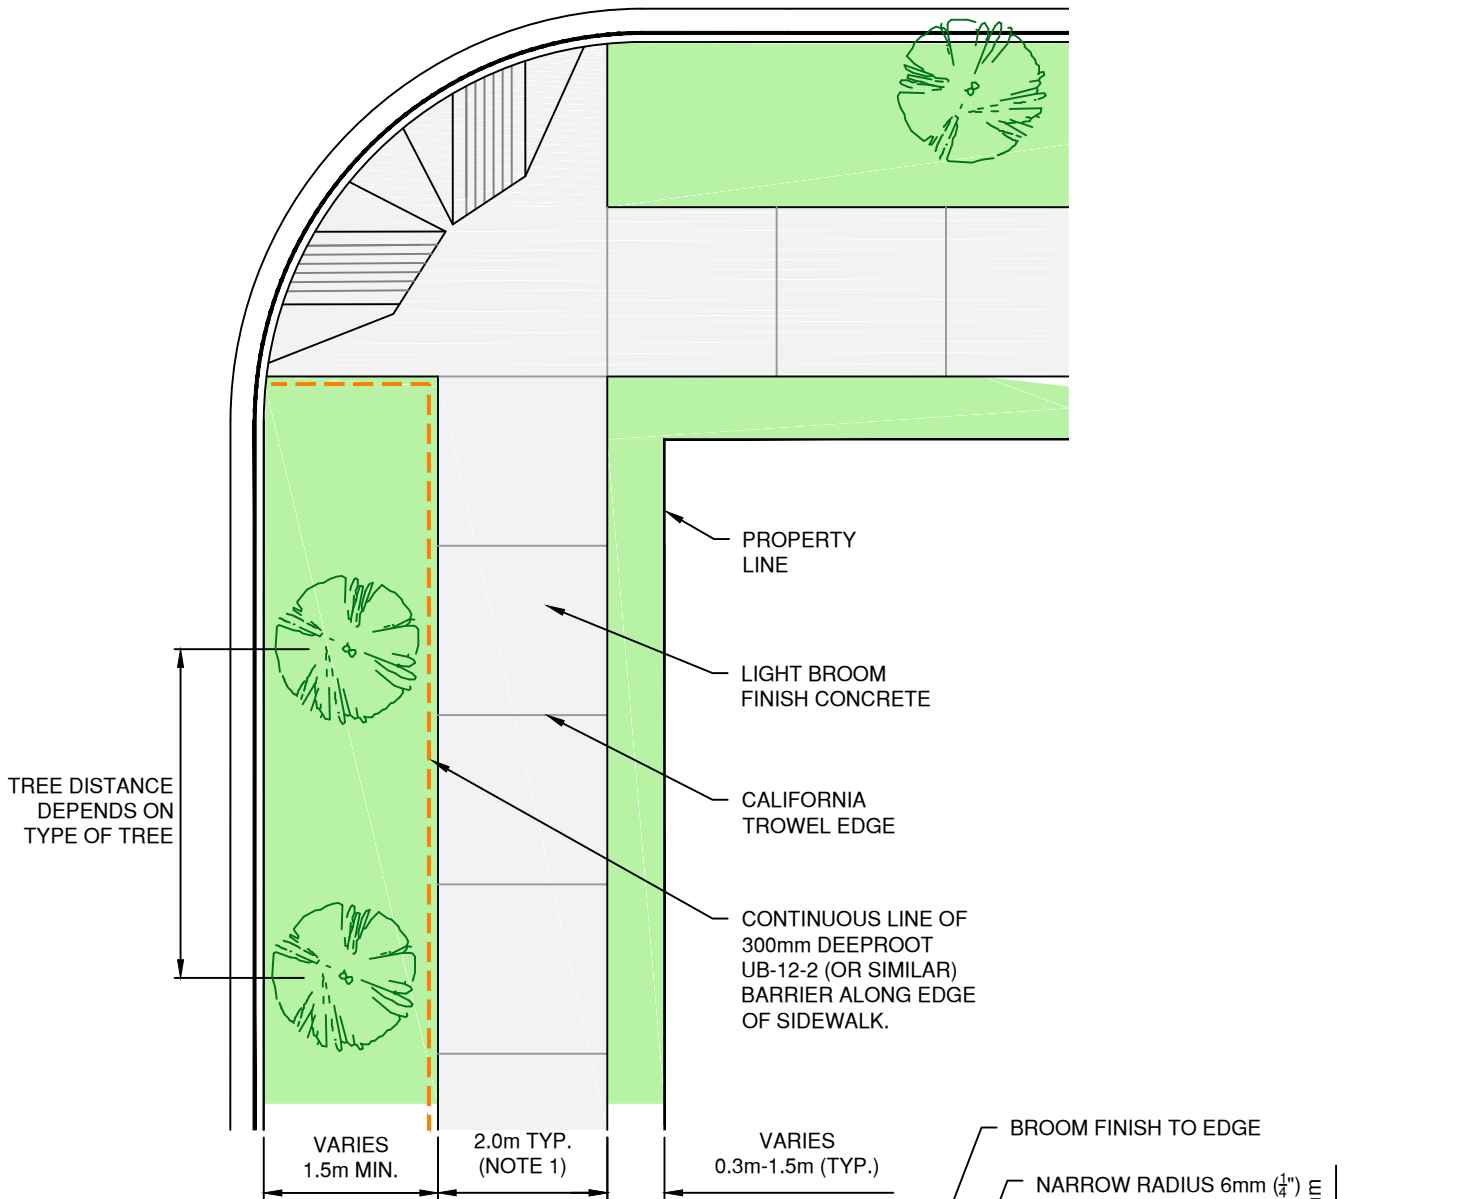 PROPERTY
LINE
LIGHT BROOM
FINISH CONCRETE
TREE DISTANCE
DEPENDS ON
TYPE OF TREE
CALIFORNIA
TROWEL EDGE
CONTINUOUS LINE OF
300mm DEEPROOT
UB-12-2 (OR SIMILAR)
BARRIER ALONG EDGE
OF SIDEWALK.
VARIES
1.5m MIN.
2.0m TYP.
(NOTE 1)
VARIES
0.3m-1.5m (TYP.)
BROOM FINISH TO EDGE
NARROW RADIUS 6mm (1/4")